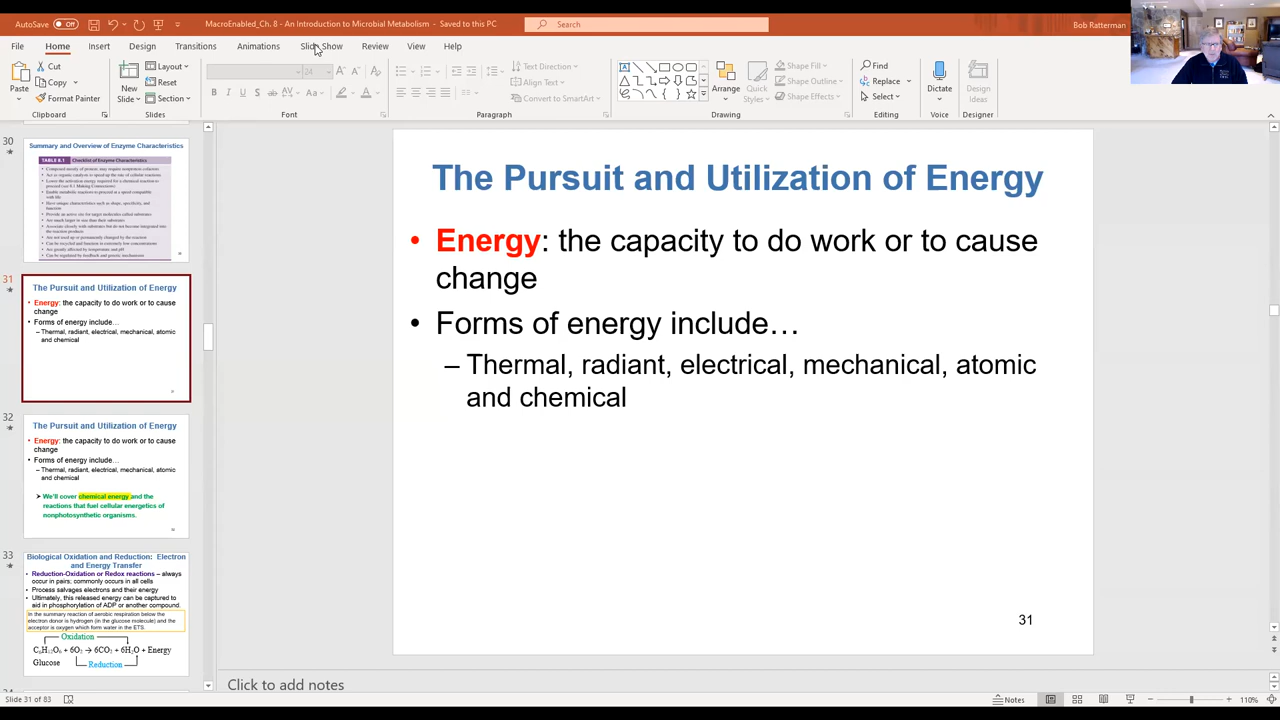 AutoSave Off MacroEnabled_Ch. 8 - An Introduction to Microbial Metabolism - Saved to this PC Search Bob Ratterman
File Home Insert Design Transitions Animations Slide Show Review View Help
Paste Cut Copy Format Painter
New Slide Layout Reset Section
24
Text Direction Align Text Convert to SmartArt
Arrange Quick Styles Shape Fill Shape Outline Shape Effects
Find Replace Select
Dictate Design Ideas
Clipboard Slides Font Paragraph Drawing Editing Voice Designer
30
Summary and Overview of Enzyme Characteristics
TABLE 8.1 Checklist of Enzyme Characteristics
31
The Pursuit and Utilization of Energy
• Energy: the capacity to do work or to cause
change
• Forms of energy include…
– Thermal, radiant, electrical, mechanical, atomic
and chemical
32
The Pursuit and Utilization of Energy
• Energy: the capacity to do work or to cause
change
• Forms of energy include…
– Thermal, radiant, electrical, mechanical, atomic
and chemical
➤ We'll cover chemical energy and the
reactions that fuel cellular energetics of
nonphotosynthetic organisms.
33
Biological Oxidation and Reduction: Electron
and Energy Transfer
• Reduction-Oxidation or Redox reactions – always
occur in pairs; commonly occurs in all cells
• Process salvages electrons and their energy
• Ultimately, this released energy can be captured to
aid in phosphorylation of ADP or another compound.
In the summary reaction of aerobic respiration below the
electron donor is hydrogen (in the glucose molecule) and the
acceptor is oxygen which form water in the ETS.
Oxidation
C₆H₁₂O₆ + 6O₂ → 6CO₂ + 6H₂O + Energy
Glucose Reduction
The Pursuit and Utilization of Energy
• Energy: the capacity to do work or to cause
change
• Forms of energy include…
– Thermal, radiant, electrical, mechanical, atomic
and chemical
31
Click to add notes
Slide 31 of 83 Notes 110%